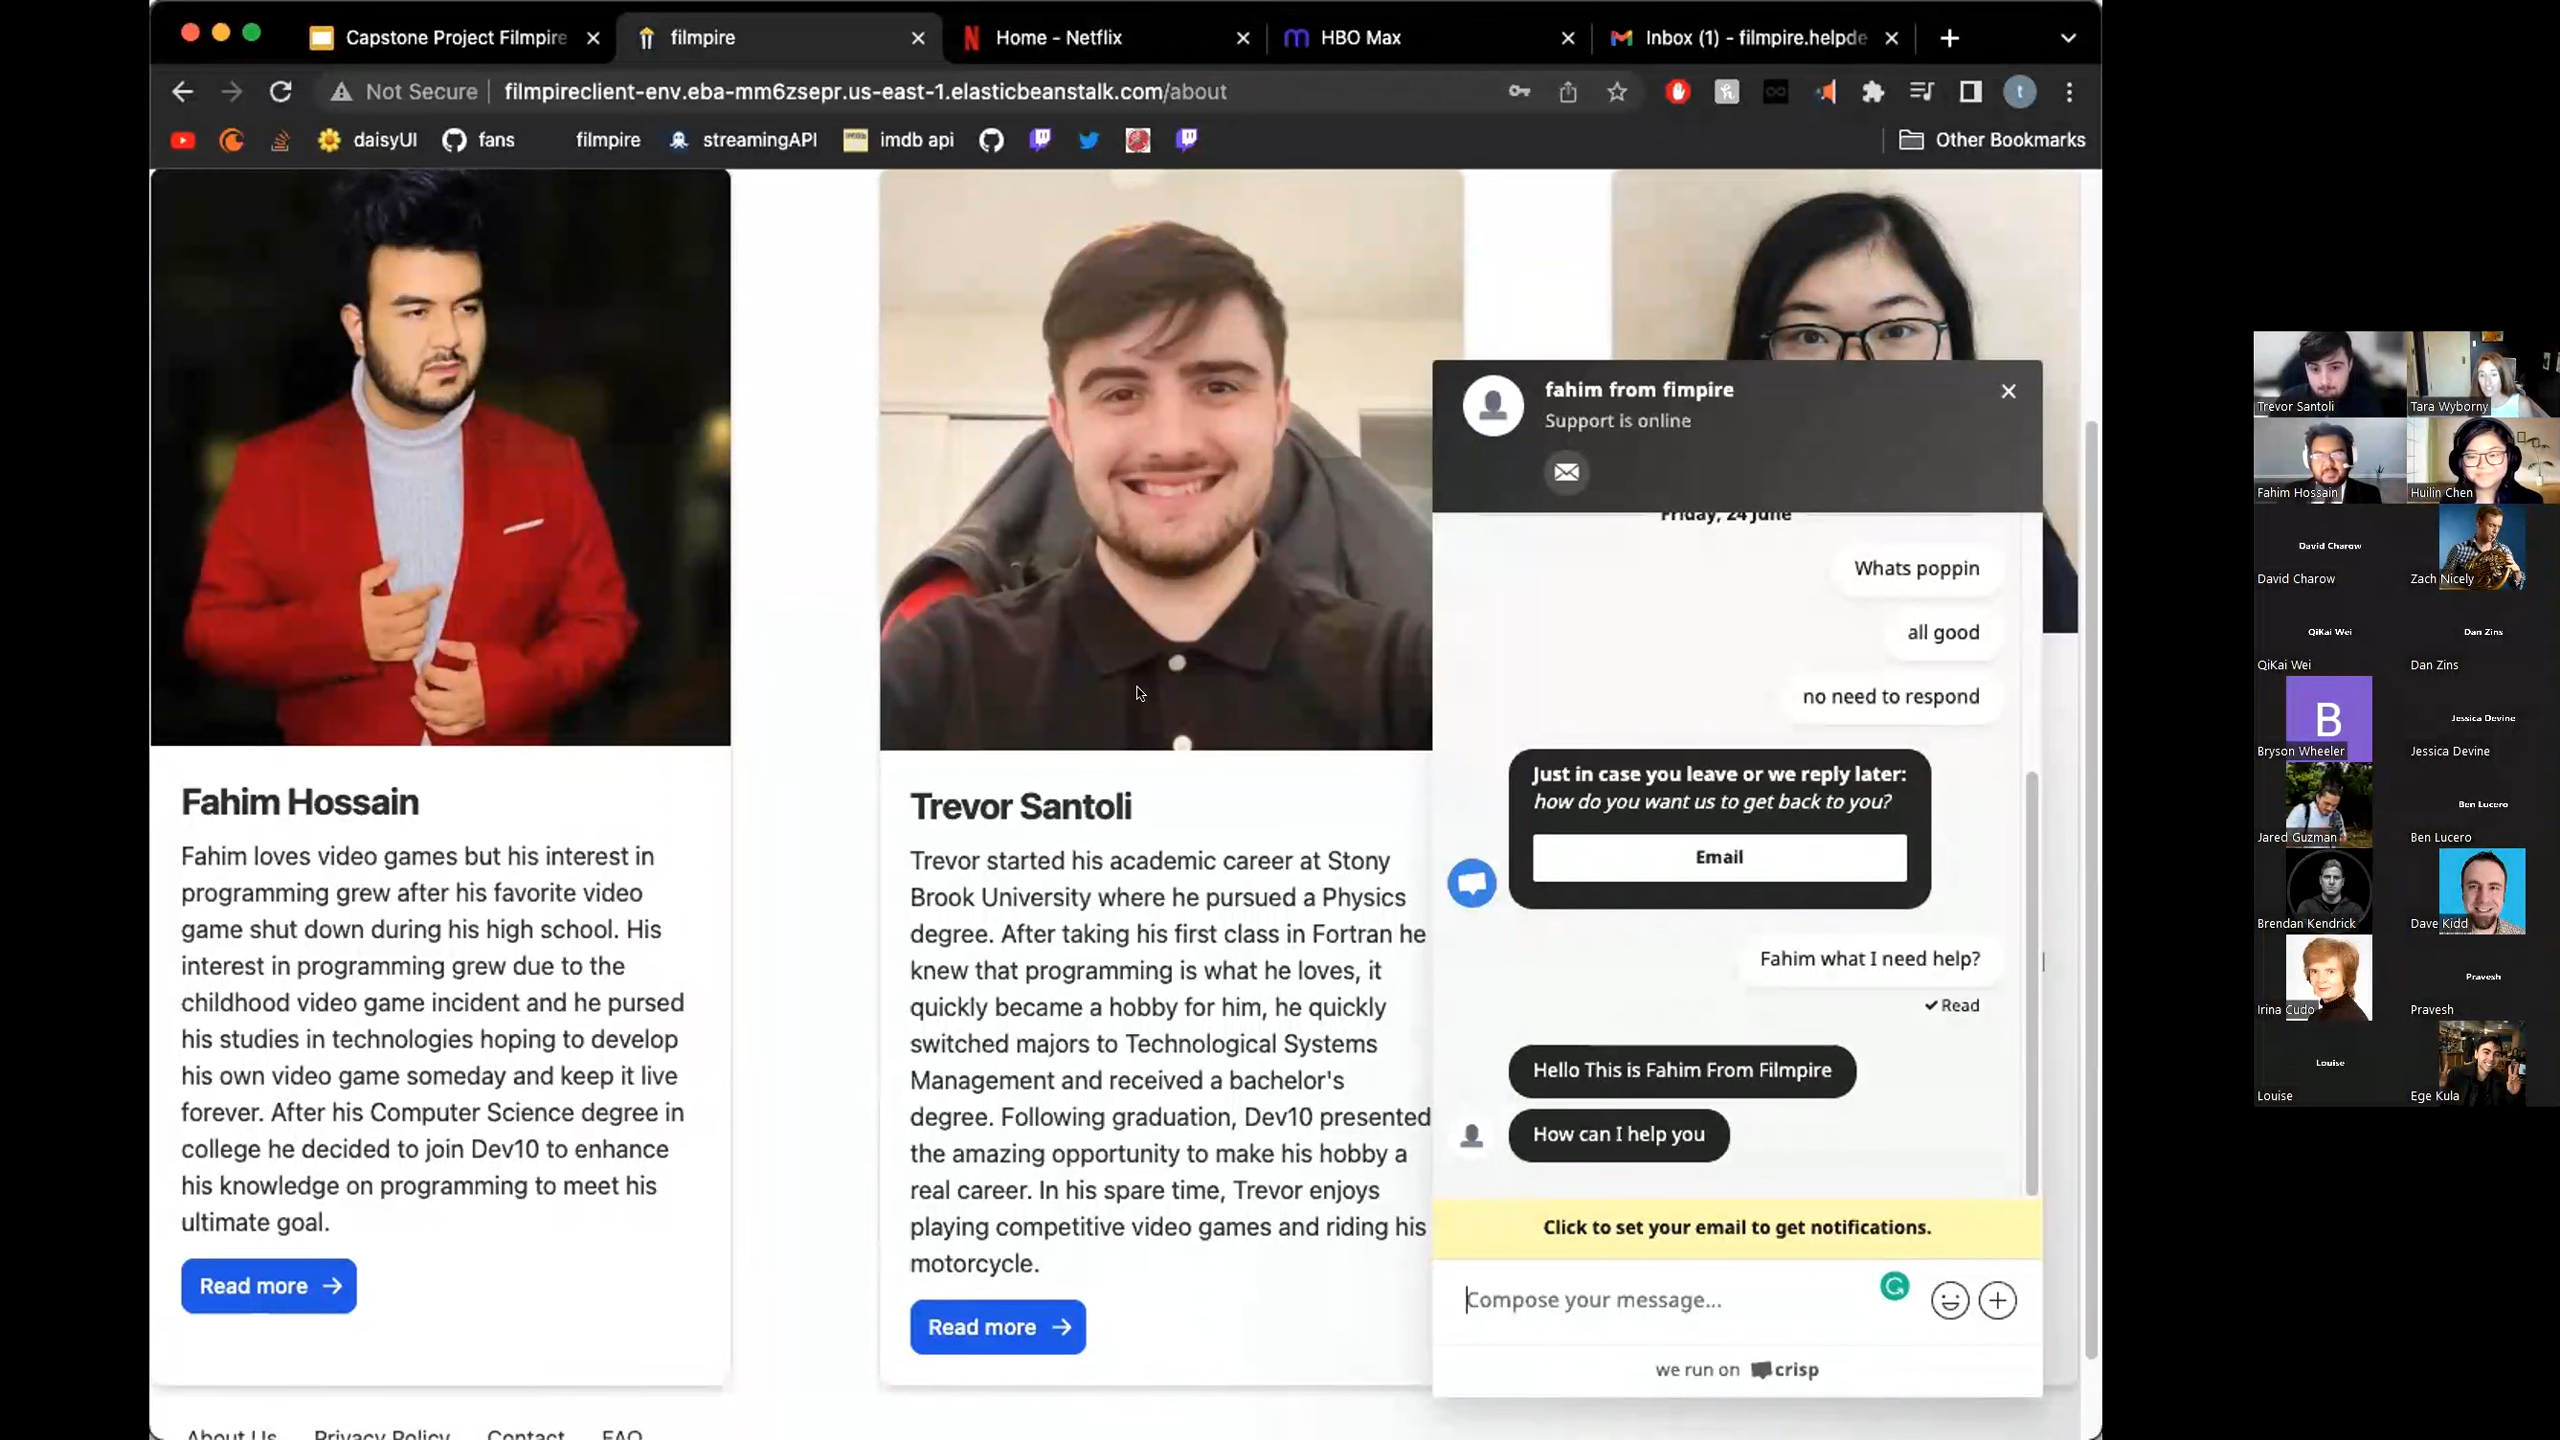 Capstone Project Filmpire
filmpire
Home - Netflix
HBO Max
Inbox (1) - filmpire.helpde
Not Secure
filmpireclient-env.eba-mm6zsepr.us-east-1.elasticbeanstalk.com/about
daisyUI
fans
filmpire
streamingAPI
imdb api
Other Bookmarks
Fahim Hossain
Fahim loves video games but his interest in
programming grew after his favorite video
game shut down during his high school. His
interest in programming grew due to the
childhood video game incident and he pursed
his studies in technologies hoping to develop
his own video game someday and keep it live
forever. After his Computer Science degree in
college he decided to join Dev10 to enhance
his knowledge on programming to meet his
ultimate goal.
Read more
Trevor Santoli
Trevor started his academic career at Stony
Brook University where he pursued a Physics
degree. After taking his first class in Fortran he
knew that programming is what he loves, it
quickly became a hobby for him, he quickly
switched majors to Technological Systems
Management and received a bachelor's
degree. Following graduation, Dev10 presented
the amazing opportunity to make his hobby a
real career. In his spare time, Trevor enjoys
playing competitive video games and riding his
motorcycle.
Read more
fahim from fimpire
Support is online
Friday, 24 June
Whats poppin
all good
no need to respond
Just in case you leave or we reply later:
how do you want us to get back to you?
Email
Fahim what I need help?
Read
Hello This is Fahim From Filmpire
How can I help you
Click to set your email to get notifications.
Compose your message...
we run on crisp
About Us
Privacy Policy
Contact
FAQ
Trevor Santoli
Tara Wyborny
Fahim Hossain
Huilin Chen
David Charow
David Charow
Zach Nicely
QiKai Wei
Dan Zins
QiKai Wei
Dan Zins
B
Jessica Devine
Bryson Wheeler
Jessica Devine
Ben Lucero
Jared Guzman
Ben Lucero
Brendan Kendrick
Dave Kidd
Pravesh
Irina Cudo
Pravesh
Louise
Louise
Ege Kula